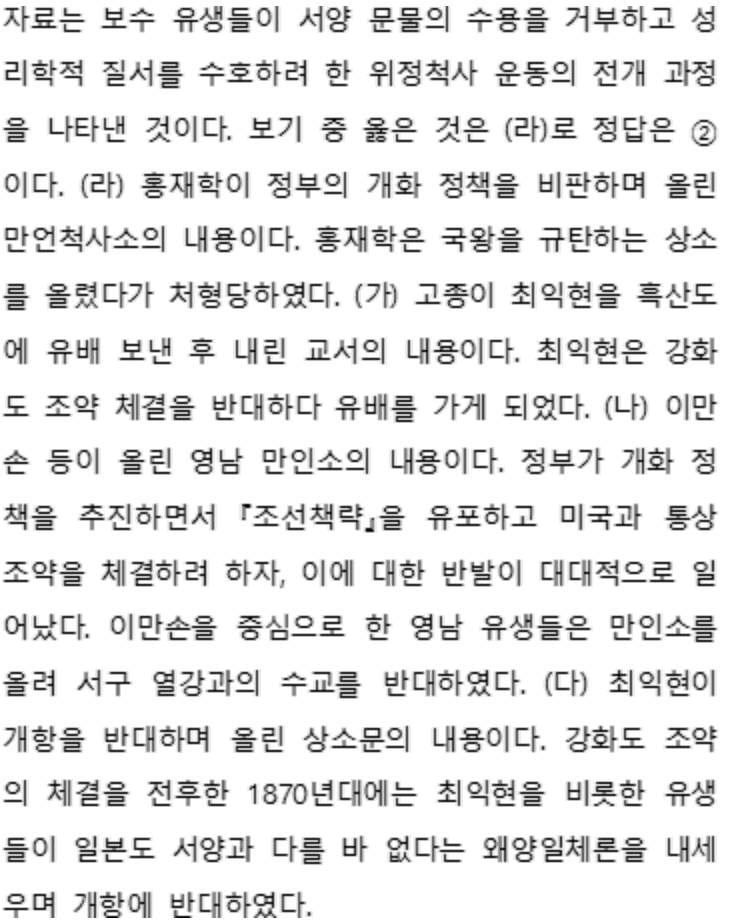 자료는 보수 유생들이 서양 문물의 수용을 거부하고 성
리학적 질서를 수호하려 한 위정척사 운동의 전개 과정
을 나타낸 것이다. 보기 중 옳은 것은 (라)로 정답은 ②
이다. (라) 홍재학이 정부의 개화 정책을 비판하며 올린
만언척사소의 내용이다. 홍재학은 국왕을 규탄하는 상소
를 올렸다가 처형당하였다. (가) 고종이 최익현을 흑산도
에 유배 보낸 후 내린 교서의 내용이다. 최익현은 강화
도 조약 체결을 반대하다 유배를 가게 되었다. (나) 이만
손 등이 올린 영남 만인소의 내용이다. 정부가 개화 정
책을 추진하면서 『조선책략』을 유포하고 미국과 통상
조약을 체결하려 하자, 이에 대한 반발이 대대적으로 일
어났다. 이만손을 중심으로 한 영남 유생들은 만인소를
올려 서구 열강과의 수교를 반대하였다. (다) 최익현이
개항을 반대하며 올린 상소문의 내용이다. 강화도 조약
의 체결을 전후한 1870년대에는 최익현을 비롯한 유생
들이 일본도 서양과 다를 바 없다는 왜양일체론을 내세
우며 개항에 반대하였다.